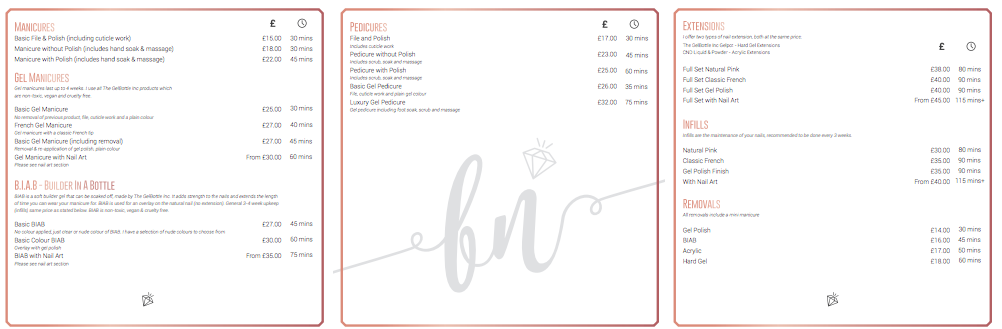 MANICURES £
Basic File & Polish (including cuticle work) £15.00 30 mins
Manicure without Polish (includes hand soak & massage) £18.00 30 mins
Manicure with Polish (includes hand soak & massage) £22.00 45 mins
GEL MANICURES
Gel manicures last up to 4 weeks. I use all The GelBottle Inc products which
are non-toxic, vegan and cruelty free.
Basic Gel Manicure £25.00 30 mins
No removal of previous product, file, cuticle work and a plain colour
French Gel Manicure £27.00 40 mins
Gel manicure with a classic French tip
Basic Gel Manicure (including removal) £27.00 45 mins
Removal & re-application of gel polish, plain colour
Gel Manicure with Nail Art From £30.00 60 mins
Please see nail art section
B.I.A.B - BUILDER IN A BOTTLE
BIAB is a soft builder gel that can be soaked off, made by The GelBottle Inc. It adds strength to the nails and extends the length
of time you can wear your manicure for. BIAB is used for an overlay on the natural nail (no extension). General 3-4 week upkeep
(infills) same price as stated below. BIAB is non-toxic, vegan & cruelty free.
Basic BIAB £27.00 45 mins
No colour applied, just clear or nude colour of BIAB. I have a selection of nude colours to choose from
Basic Colour BIAB £30.00 60 mins
Overlay with gel polish
BIAB with Nail Art From £35.00 75 mins
Please see nail art section
PEDICURES £
File and Polish £17.00 30 mins
Includes cuticle work
Pedicure without Polish £23.00 45 mins
Includes scrub, soak and massage
Pedicure with Polish £25.00 60 mins
Includes scrub, soak and massage
Basic Gel Pedicure £26.00 35 mins
File, cuticle work and plain gel colour
Luxury Gel Pedicure £32.00 75 mins
Gel pedicure including foot soak, scrub and massage
bn
EXTENSIONS
I offer two types of nail extension, both at the same price.
The GelBottle Inc Gelpot - Hard Gel Extensions
CND Liquid & Powder - Acrylic Extensions
£
Full Set Natural Pink £38.00 80 mins
Full Set Classic French £40.00 90 mins
Full Set Gel Polish £40.00 90 mins
Full Set with Nail Art From £45.00 115 mins+
INFILLS
Infills are the maintenance of your nails, recommended to be done every 3 weeks
Natural Pink £30.00 80 mins
Classic French £35.00 90 mins
Gel Polish Finish £35.00 90 mins
With Nail Art From £40.00 115 mins+
REMOVALS
All removals include a mini manicure
Gel Polish £14.00 30 mins
BIAB £16.00 45 mins
Acrylic £17.00 50 mins
Hard Gel £18.00 60 mins